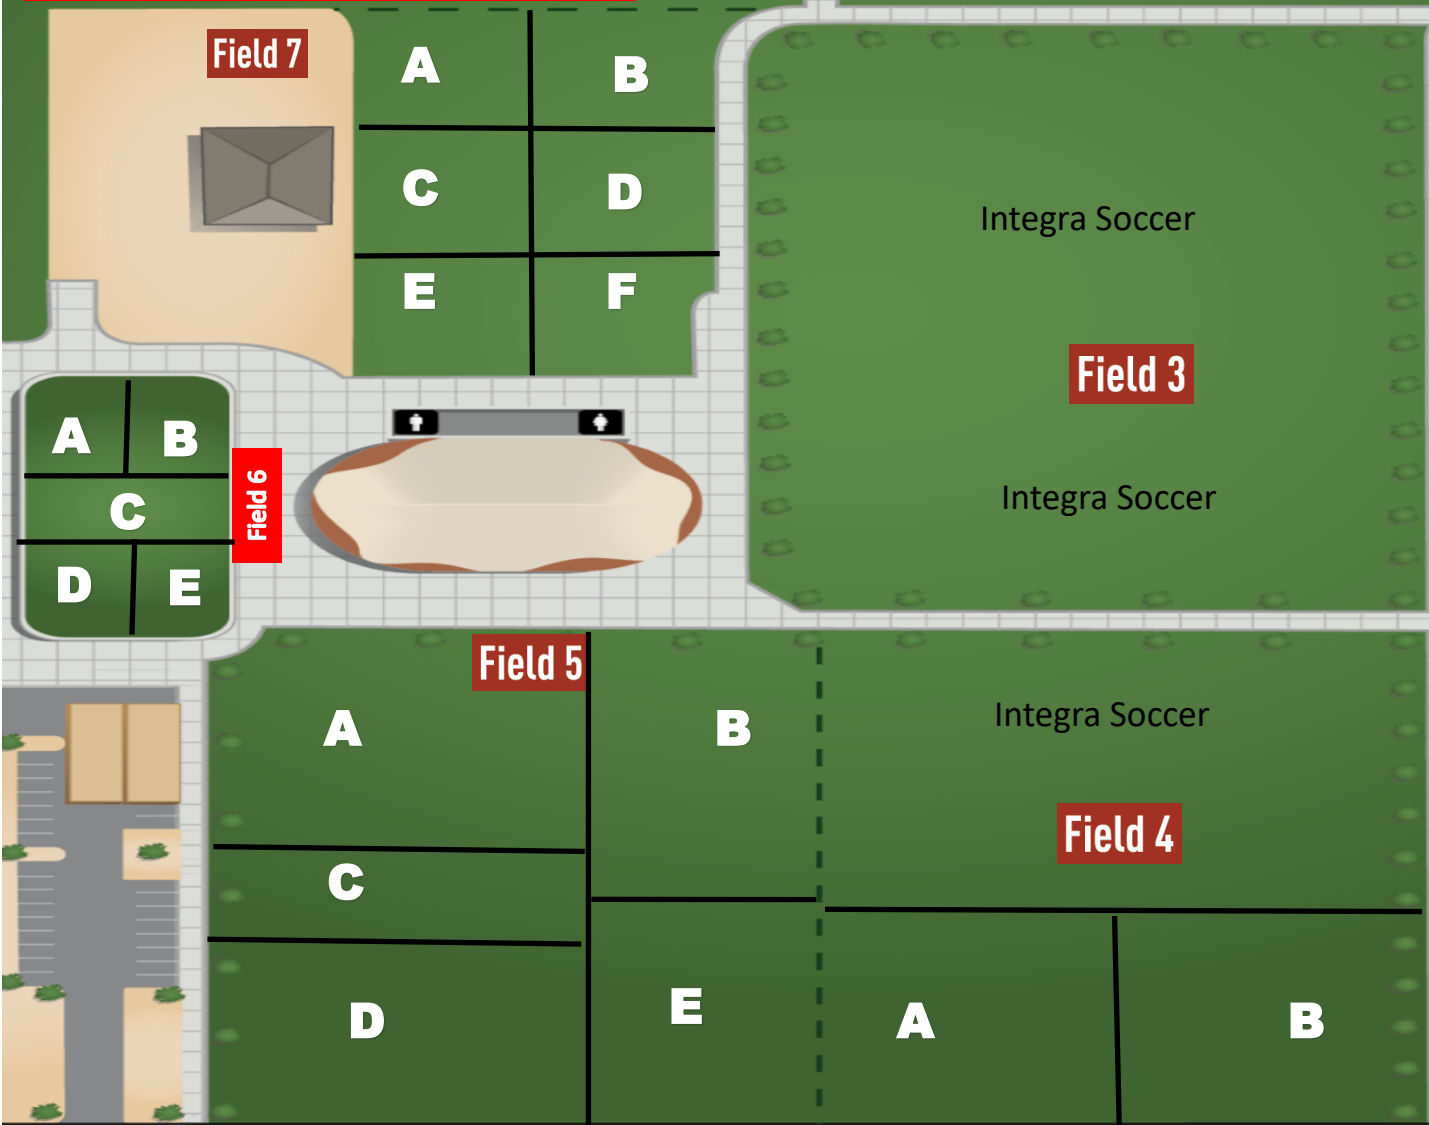 Field 7
A
B
C
D
E
F
Integra Soccer
Field 3
Integra Soccer
A
B
C
D
E
Field 6
Field 5
A
B
C
D
E
Integra Soccer
Field 4
A
B